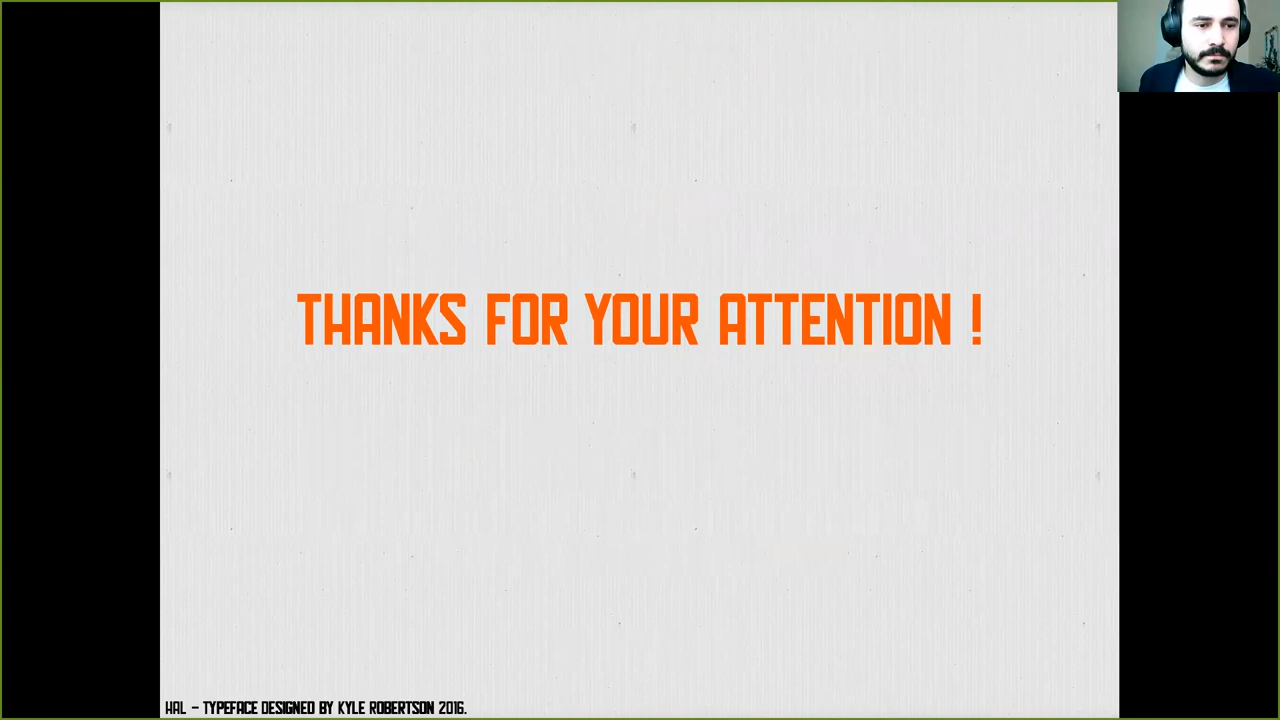 THANKS FOR YOUR ATTENTION !
HAL - TYPEFACE DESIGNED BY KYLE ROBERTSON 2016.